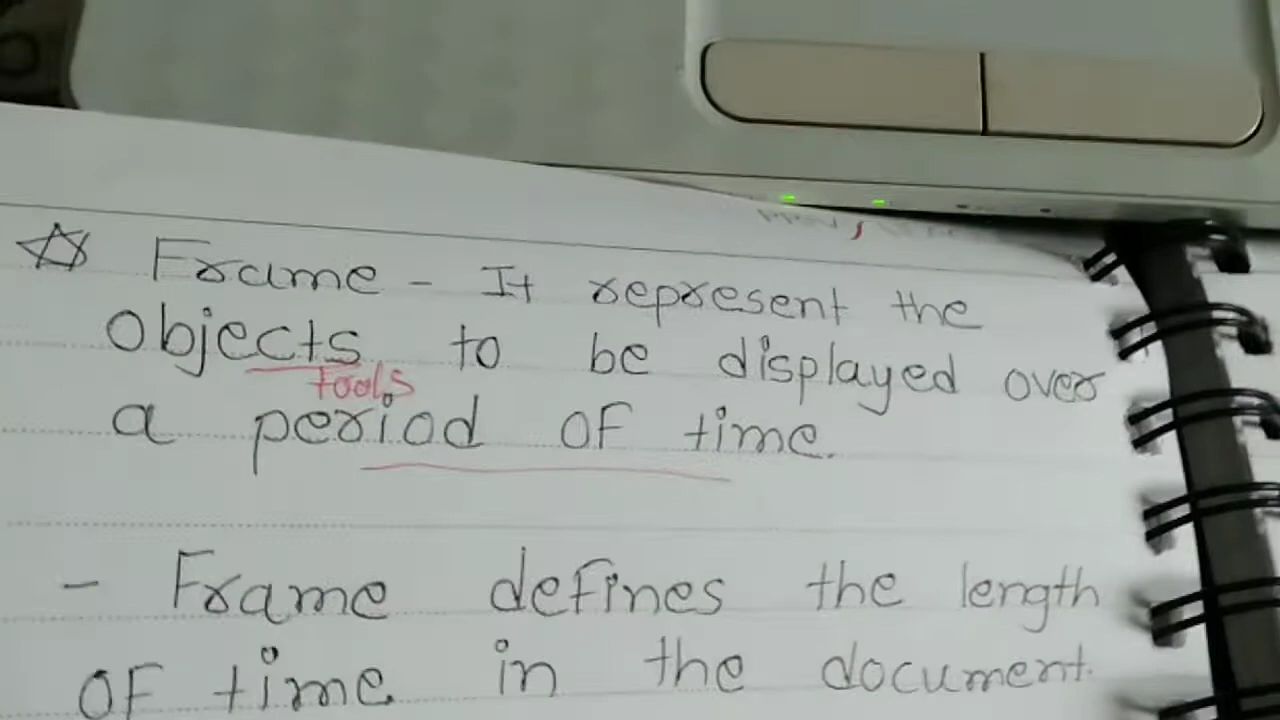 ☆ Frame - It represent the
objects to be displayed over
tools
a period of time.
- Frame defines the length
of time in the document.